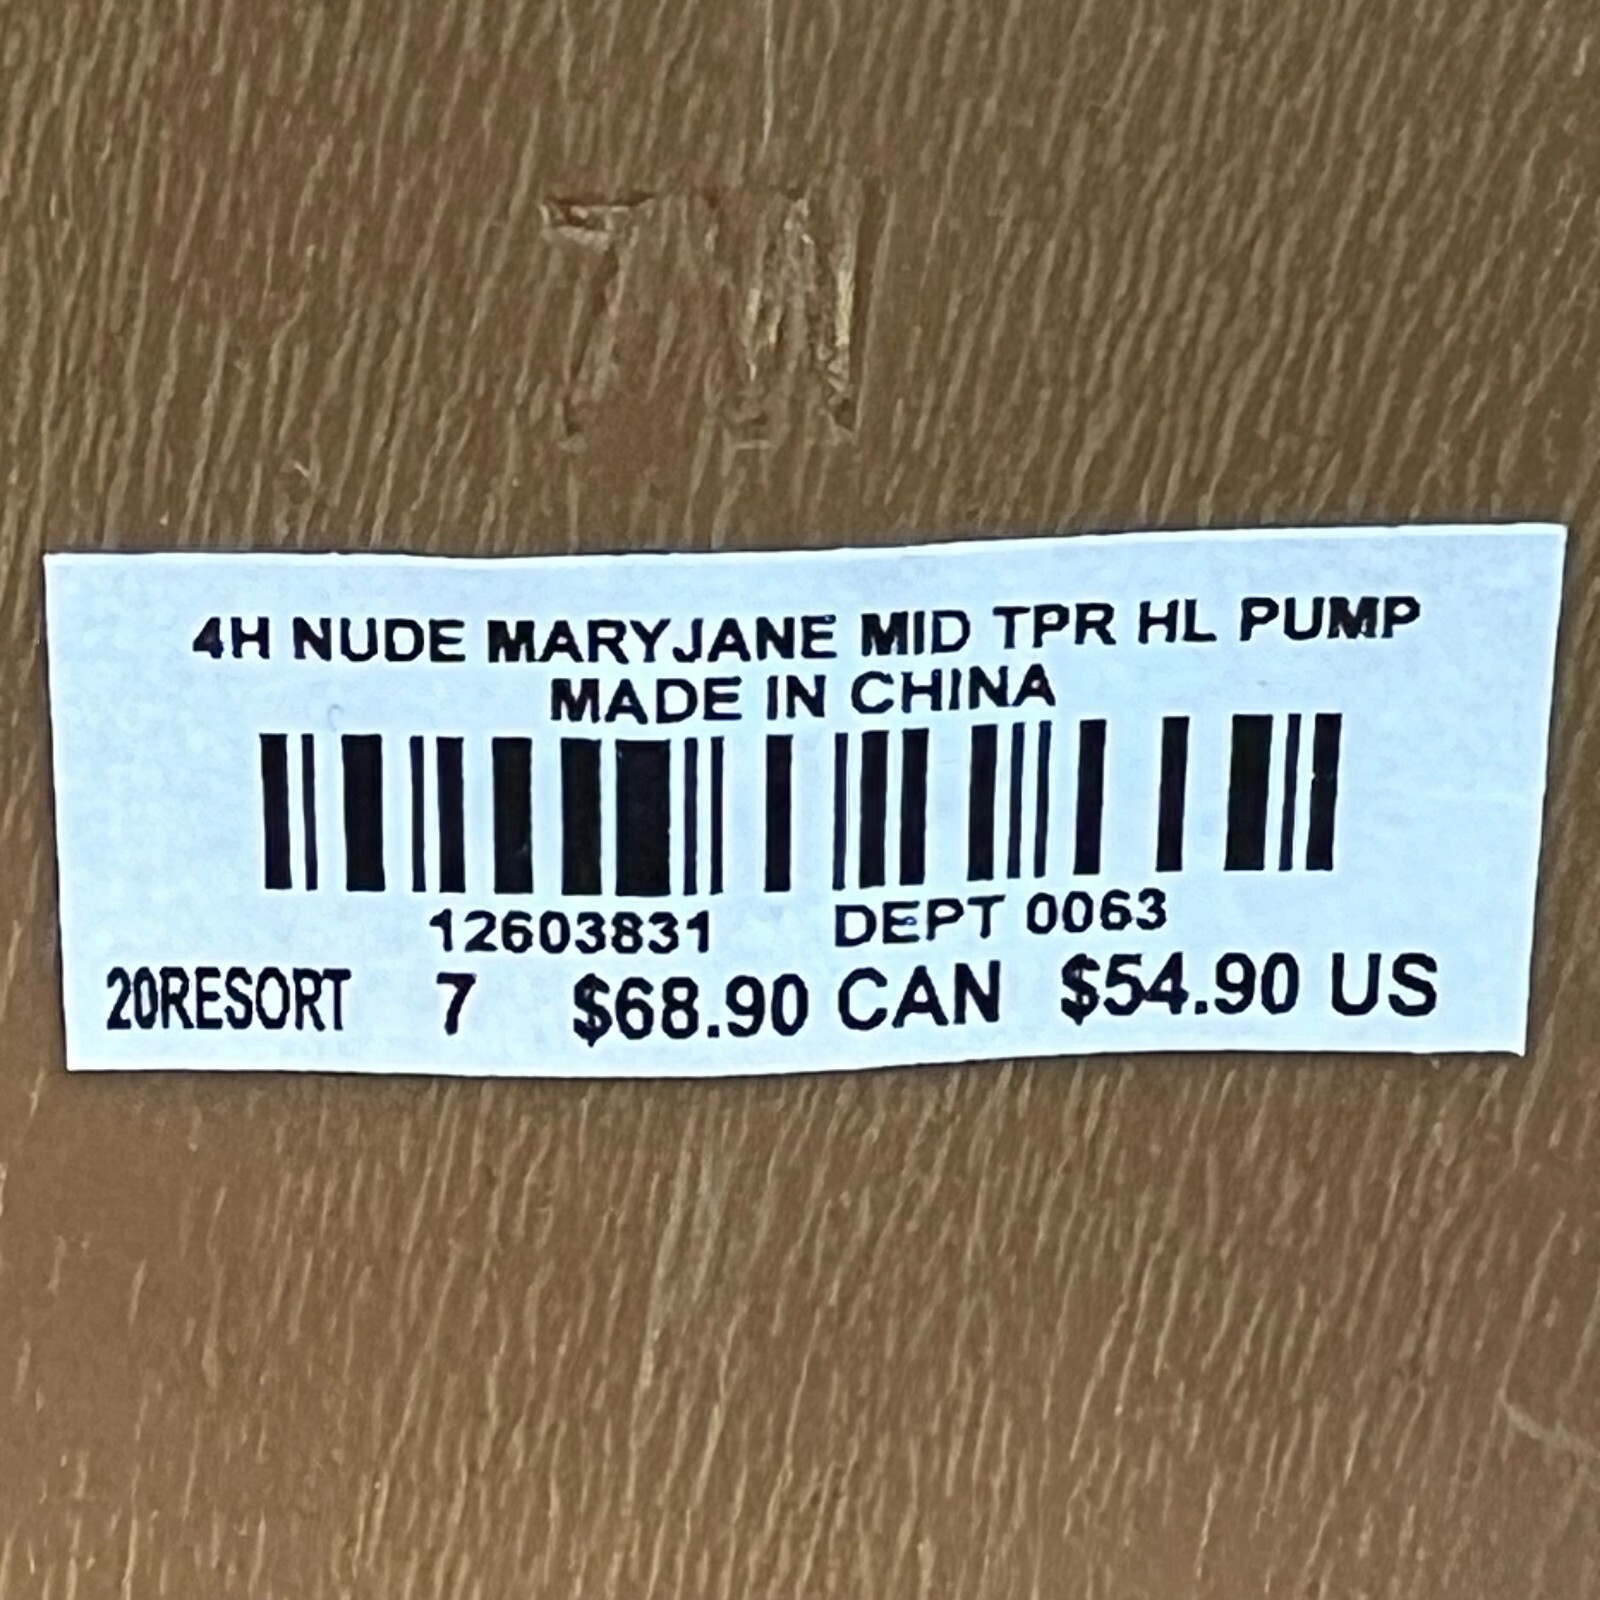 4H NUDE MARYJANE MID TPR HL PUMP
MADE IN CHINA
12603831 DEPT 0063
20RESORT 7 $68.90 CAN $54.90 US